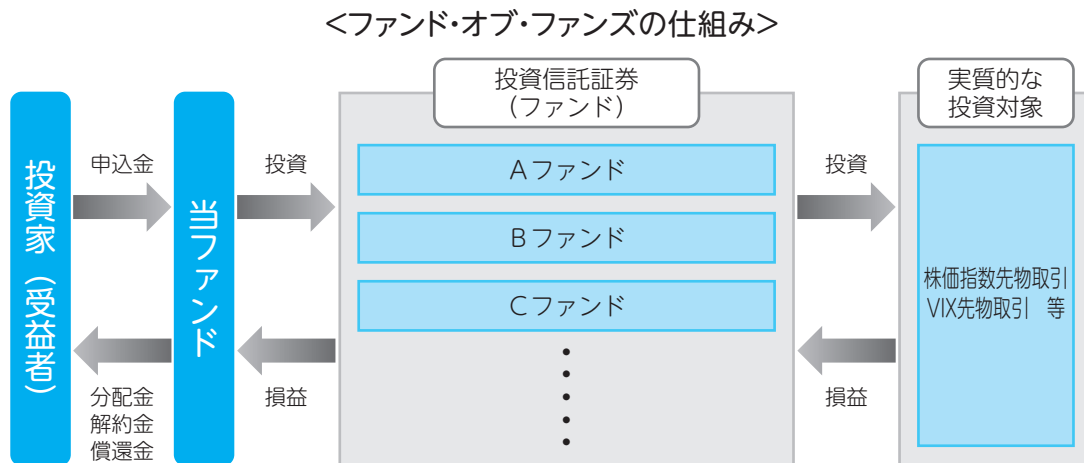 <ファンド・オブ・ファンズの仕組み>
投資信託証券
(ファンド)
実質的な
投資対象
投資家(受益者)
申込金
当ファンド
投資
Aファンド
Bファンド
Cファンド
投資
株価指数先物取引
VIX先物取引 等
分配金
解約金
償還金
損益
損益